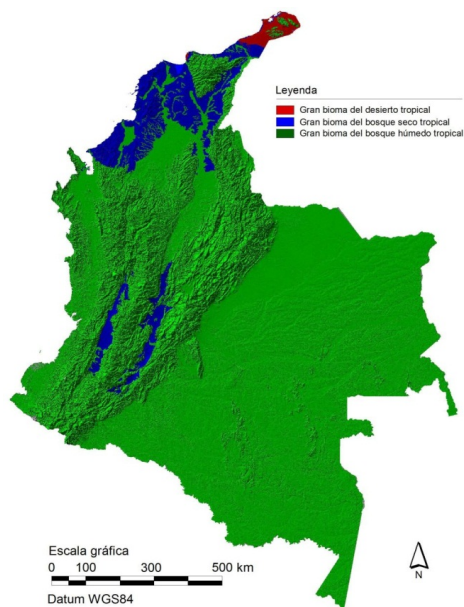 Leyenda
Gran bioma del desierto tropical
Gran bioma del bosque seco tropical
Gran bioma del bosque húmedo tropical
Escala gráfica
0 100 300 500 km
Datum WGS84
N